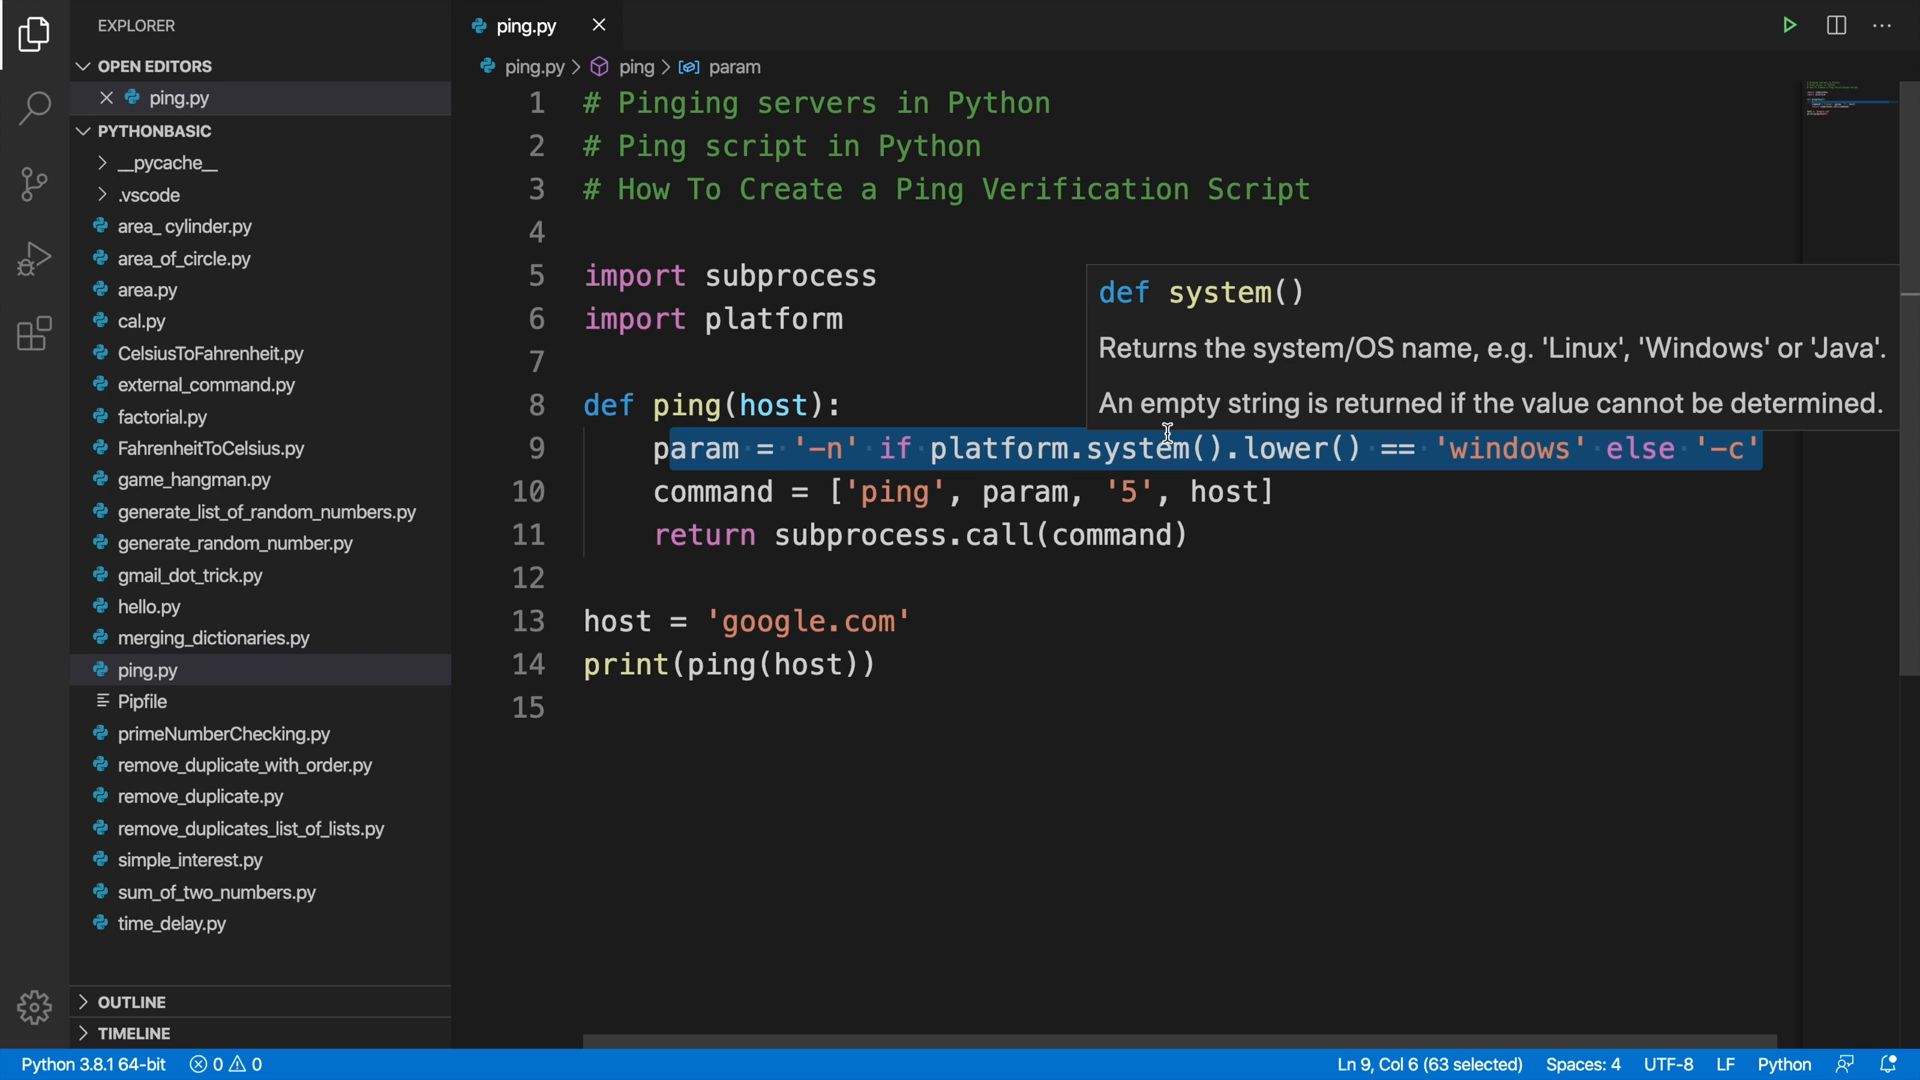 EXPLORER
OPEN EDITORS
ping.py
PYTHONBASIC
__pycache__
.vscode
area_ cylinder.py
area_of_circle.py
area.py
cal.py
CelsiusToFahrenheit.py
external_command.py
factorial.py
FahrenheitToCelsius.py
game_hangman.py
generate_list_of_random_numbers.py
generate_random_number.py
gmail_dot_trick.py
hello.py
merging_dictionaries.py
ping.py
Pipfile
primeNumberChecking.py
remove_duplicate_with_order.py
remove_duplicate.py
remove_duplicates_list_of_lists.py
simple_interest.py
sum_of_two_numbers.py
time_delay.py
OUTLINE
TIMELINE
ping.py
ping.py > ping > param
1 # Pinging servers in Python
2 # Ping script in Python
3 # How To Create a Ping Verification Script
4
5 import subprocess
6 import platform
7
8 def ping(host):
9 param = '-n' if platform.system().lower() == 'windows' else '-c'
10 command = ['ping', param, '5', host]
11 return subprocess.call(command)
12
13 host = 'google.com'
14 print(ping(host))
15
def system()
Returns the system/OS name, e.g. 'Linux', 'Windows' or 'Java'.
An empty string is returned if the value cannot be determined.
Python 3.8.1 64-bit 0 0 Ln 9, Col 6 (63 selected) Spaces: 4 UTF-8 LF Python